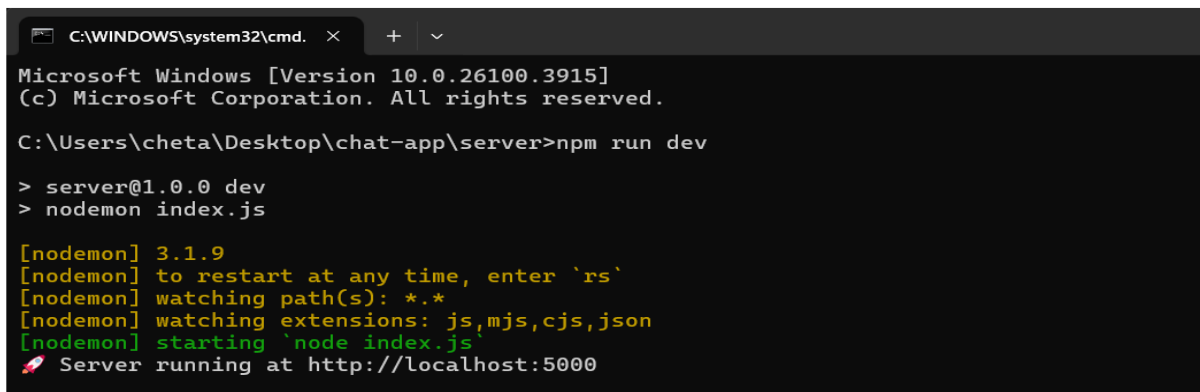 C:\WINDOWS\system32\cmd.
Microsoft Windows [Version 10.0.26100.3915]
(c) Microsoft Corporation. All rights reserved.
C:\Users\cheta\Desktop\chat-app\server>npm run dev
> server@1.0.0 dev
> nodemon index.js
[nodemon] 3.1.9
[nodemon] to restart at any time, enter `rs`
[nodemon] watching path(s): *.*
[nodemon] watching extensions: js,mjs,cjs,json
[nodemon] starting `node index.js`
🚀 Server running at http://localhost:5000